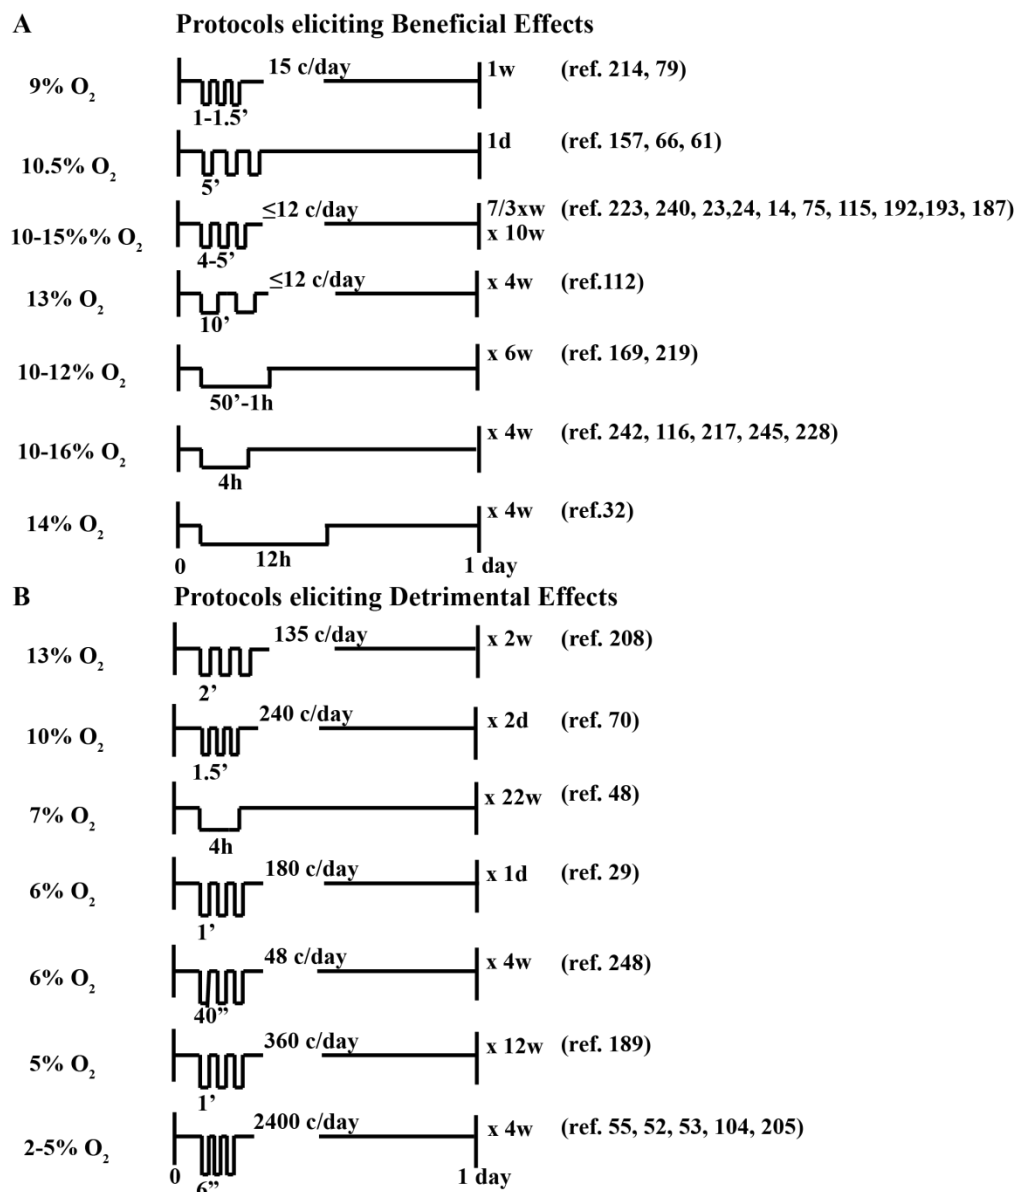 A Protocols eliciting Beneficial Effects
9% O₂ 15 c/day 1w (ref. 214, 79)
1-1.5’
10.5% O₂ 1d (ref. 157, 66, 61)
5’
10-15%% O₂ ≤12 c/day 7/3xw (ref. 223, 240, 23,24, 14, 75, 115, 192,193, 187)
x 10w
4-5’
13% O₂ ≤12 c/day x 4w (ref.112)
10’
10-12% O₂ x 6w (ref. 169, 219)
50’-1h
10-16% O₂ x 4w (ref. 242, 116, 217, 245, 228)
4h
14% O₂ x 4w (ref.32)
12h
0 1 day
B Protocols eliciting Detrimental Effects
13% O₂ 135 c/day x 2w (ref. 208)
2’
10% O₂ 240 c/day x 2d (ref. 70)
1.5’
7% O₂ x 22w (ref. 48)
4h
6% O₂ 180 c/day x 1d (ref. 29)
1’
6% O₂ 48 c/day x 4w (ref. 248)
40”
5% O₂ 360 c/day x 12w (ref. 189)
1’
2-5% O₂ 2400 c/day x 4w (ref. 55, 52, 53, 104, 205)
0 6” 1 day